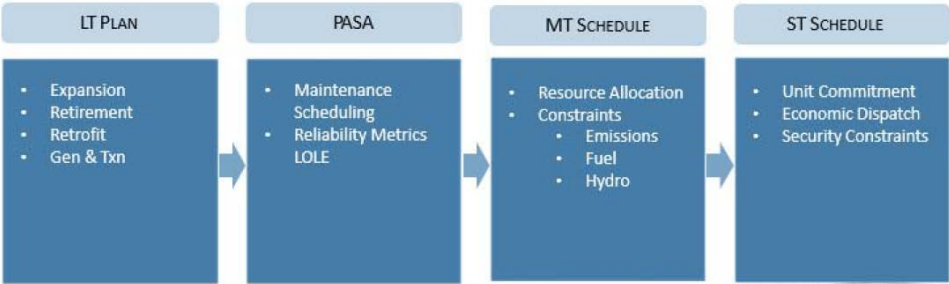 LT PLAN
• Expansion
• Retirement
• Retrofit
• Gen & Txn
PASA
• Maintenance
Scheduling
• Reliability Metrics
LOLE
MT SCHEDULE
• Resource Allocation
• Constraints
• Emissions
• Fuel
• Hydro
ST SCHEDULE
• Unit Commitment
• Economic Dispatch
• Security Constraints